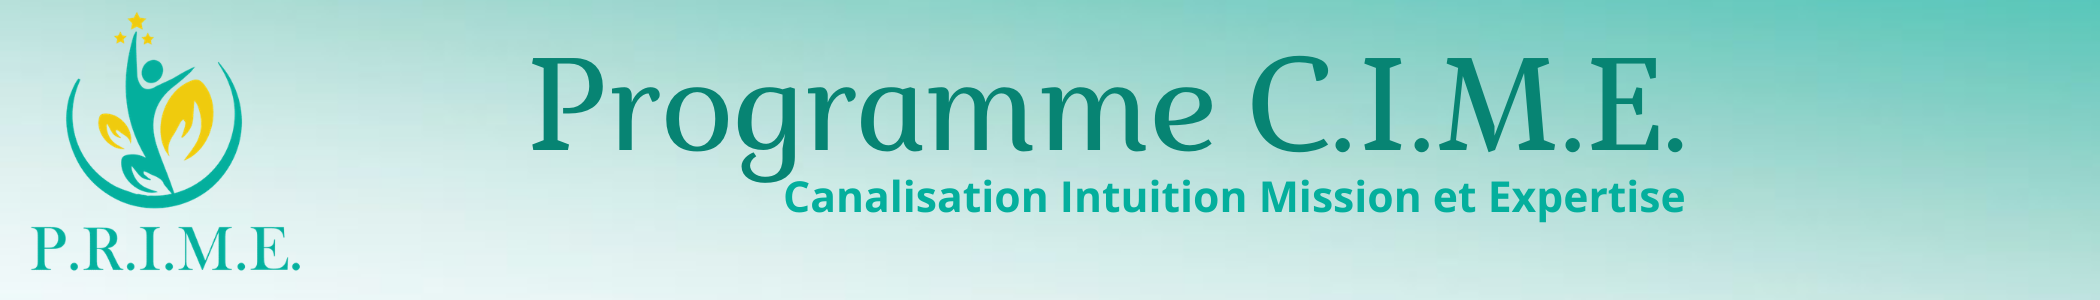 Programme C.I.M.E.
Canalisation Intuition Mission et Expertise
P.R.I.M.E.